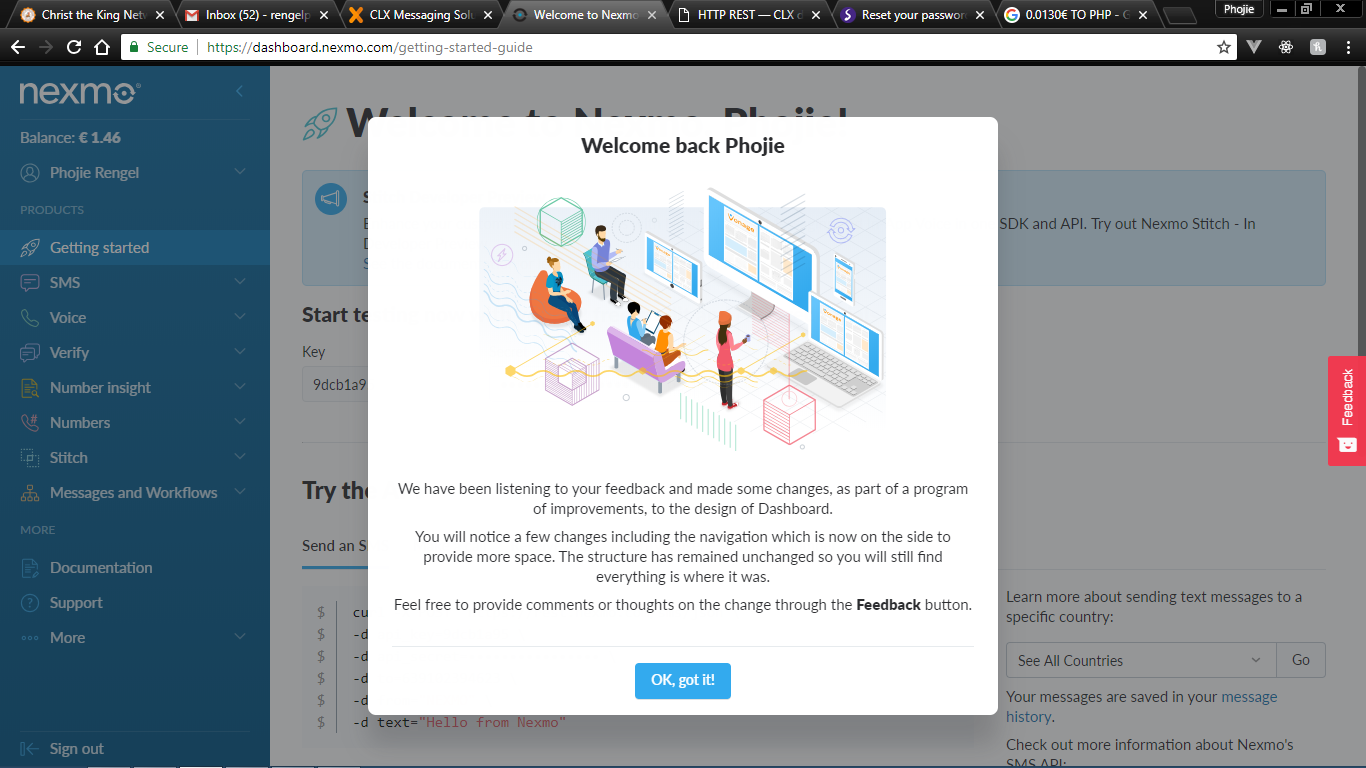 Christ the King Netw
Inbox (52) - rengelp
CLX Messaging Solu
Welcome to Nexmo
HTTP REST — CLX d
Reset your passwor
0.0130€ TO PHP - G
Phojie
Secure
https://dashboard.nexmo.com/getting-started-guide
nexmo
Balance: € 1.46
Phojie Rengel
PRODUCTS
Getting started
SMS
Voice
Verify
Number insight
Numbers
Stitch
Messages and Workflows
MORE
Documentation
Support
More
Sign out
Welcome to Nexmo, Phojie!
SDK and API. Try out Nexmo Stitch - In
Start te
Key
9dcb1a9
Try the
Send an S
$ cu
$ -d
$ -d
$ -d
$ -d
$ -d text="Hello from Nexmo"
Welcome back Phojie
Vonage
Vonage
Vonage
We have been listening to your feedback and made some changes, as part of a program
of improvements, to the design of Dashboard.
You will notice a few changes including the navigation which is now on the side to
provide more space. The structure has remained unchanged so you will still find
everything is where it was.
Feel free to provide comments or thoughts on the change through the Feedback button.
OK, got it!
Feedback
Learn more about sending text messages to a
specific country:
See All Countries
Go
Your messages are saved in your message
history.
Check out more information about Nexmo's
SMS API: